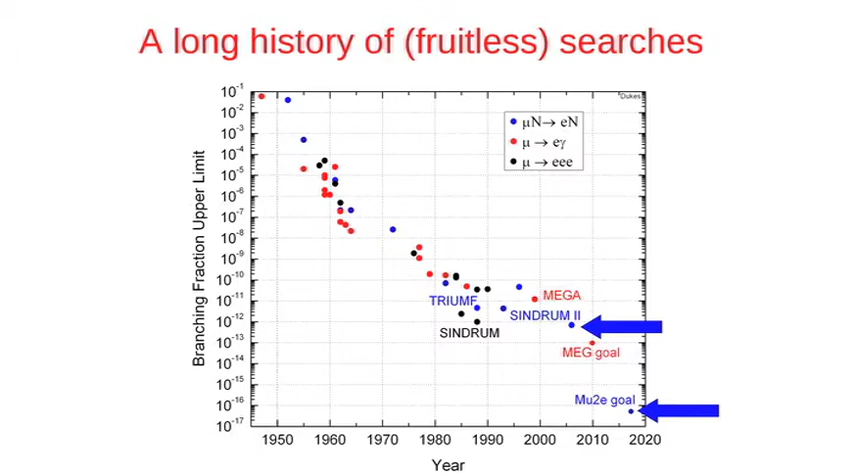 A long history of (fruitless) searches
Dukes
μN→ eN
μ → eγ
μ → eee
Branching Fraction Upper Limit
10⁻¹
10⁻²
10⁻³
10⁻⁴
10⁻⁵
10⁻⁶
10⁻⁷
10⁻⁸
10⁻⁹
10⁻¹⁰
10⁻¹¹
10⁻¹²
10⁻¹³
10⁻¹⁴
10⁻¹⁵
10⁻¹⁶
10⁻¹⁷
MEGA
TRIUMF
SINDRUM II
SINDRUM
MEG goal
Mu2e goal
1950 1960 1970 1980 1990 2000 2010 2020
Year